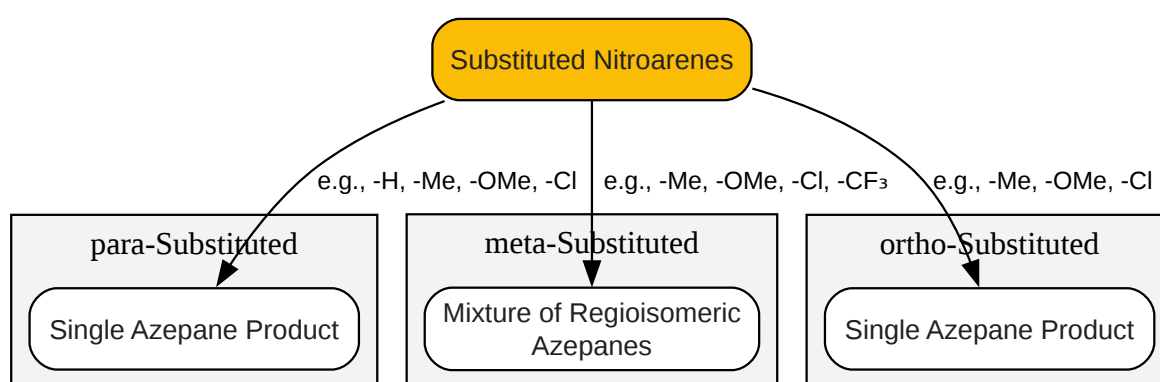 Substituted Nitroarenes
e.g., -H, -Me, -OMe, -Cl
e.g., -Me, -OMe, -Cl, -CF₃
e.g., -Me, -OMe, -Cl
para-Substituted
meta-Substituted
ortho-Substituted
Single Azepane Product
Mixture of Regioisomeric
Azepanes
Single Azepane Product